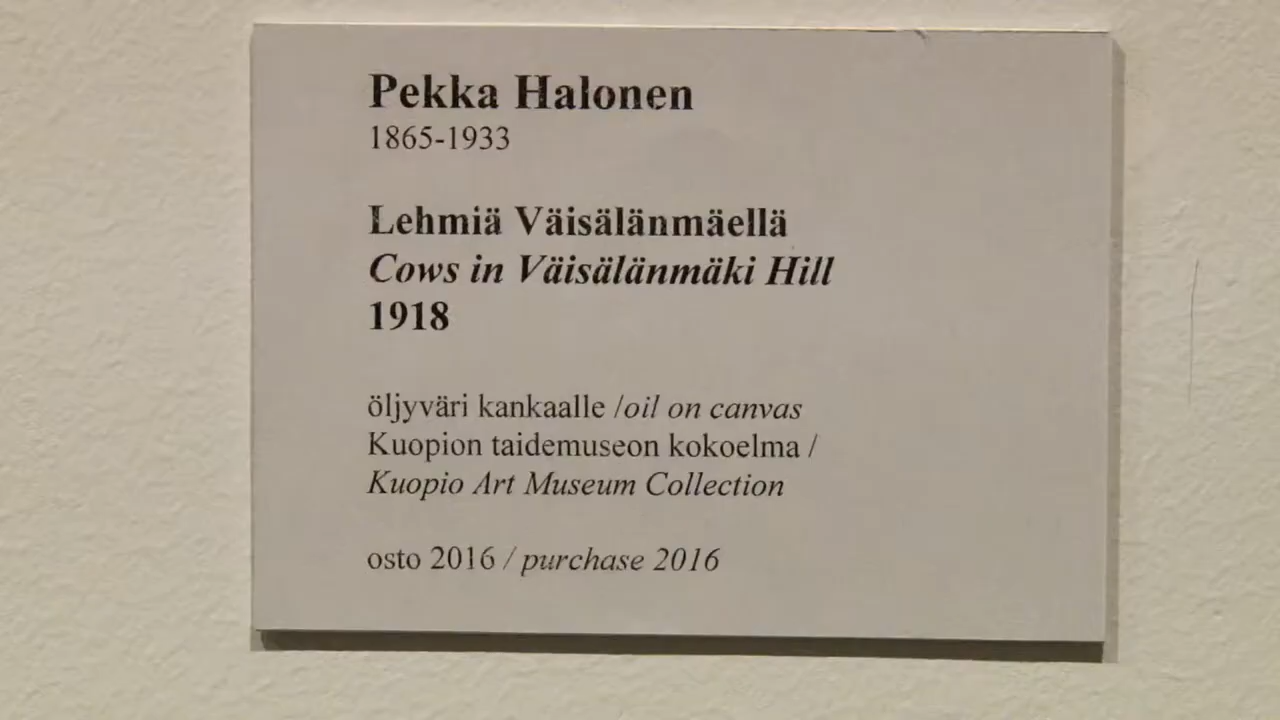 Pekka Halonen
1865-1933
Lehmiä Väisälänmäellä
Cows in Väisälänmäki Hill
1918
öljyväri kankaalle /oil on canvas
Kuopion taidemuseon kokoelma /
Kuopio Art Museum Collection
osto 2016 / purchase 2016